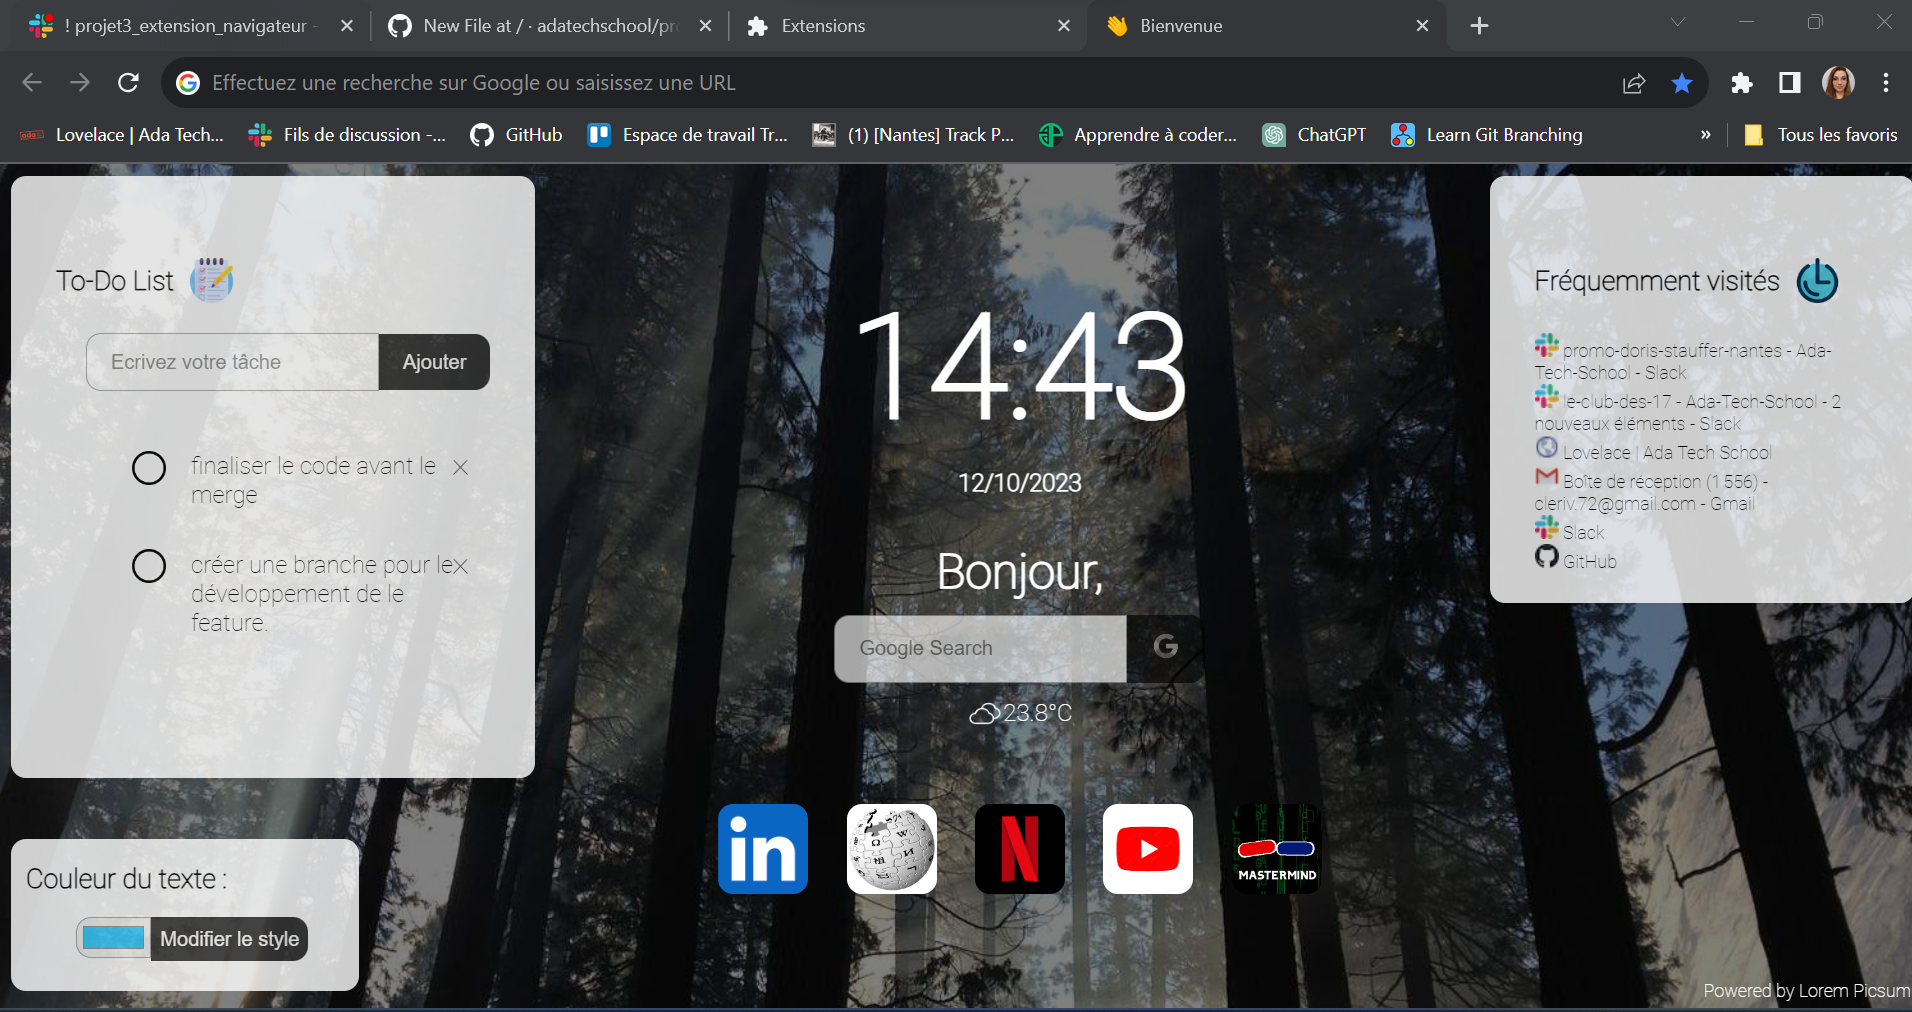 ! projet3_extension_navigateur -
New File at / · adatechschool/pro
Extensions
Bienvenue
Effectuez une recherche sur Google ou saisissez une URL
Lovelace | Ada Tech...
Fils de discussion -...
GitHub
Espace de travail Tr...
(1) [Nantes] Track P...
Apprendre à coder...
ChatGPT
Learn Git Branching
»
Tous les favoris
To-Do List
Ecrivez votre tâche
Ajouter
finaliser le code avant le
merge
créer une branche pour le
développement de le
feature.
Couleur du texte :
Modifier le style
14:43
12/10/2023
Bonjour,
Google Search
G
23.8°C
in
N
MASTERMIND
Fréquemment visités
promo-doris-stauffer-nantes - Ada-
Tech-School - Slack
le-club-des-17 - Ada-Tech-School - 2
nouveaux éléments - Slack
Lovelace | Ada Tech School
Boîte de réception (1 556) -
cleriv.72@gmail.com - Gmail
Slack
GitHub
Powered by Lorem Picsum